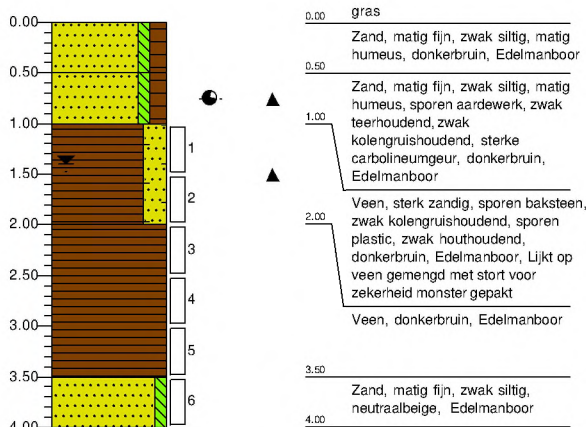 0.00
0.50
1.00
1.50
2.00
2.50
3.00
3.50
4.00
1
2
3
4
5
6
0.00 gras
Zand, matig fijn, zwak siltig, matig
humeus, donkerbruin, Edelmanboor
0.50
Zand, matig fijn, zwak siltig, matig
humeus, sporen aardewerk, zwak
teerhoudend, zwak
kolengruishoudend, sterke
carbolineumgeur, donkerbruin,
Edelmanboor
1.00
Veen, sterk zandig, sporen baksteen,
zwak kolengruishoudend, sporen
plastic, zwak houthoudend,
donkerbruin, Edelmanboor, Lijkt op
veen gemengd met stort voor
zekerheid monster gepakt
2.00
Veen, donkerbruin, Edelmanboor
3.50
Zand, matig fijn, zwak siltig,
neutraalbeige, Edelmanboor
4.00